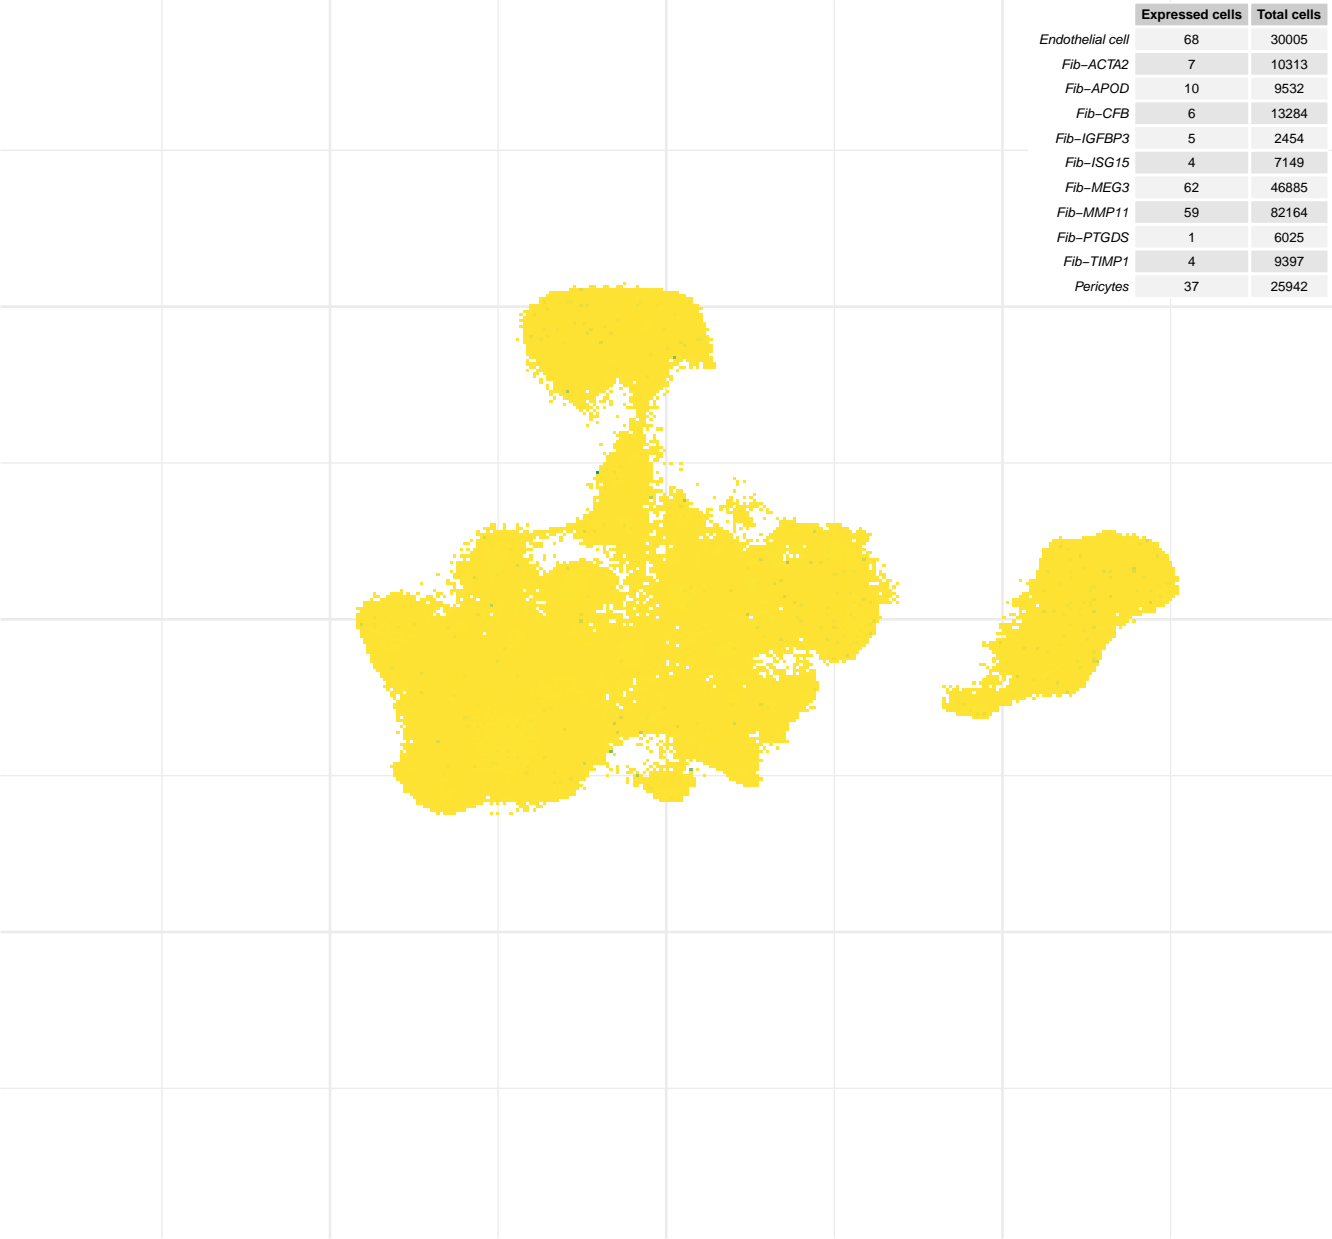 Expressed cells Total cells
Endothelial cell 68 30005
Fib−ACTA2 7 10313
Fib−APOD 10 9532
Fib−CFB 6 13284
Fib−IGFBP3 5 2454
Fib−ISG15 4 7149
Fib−MEG3 62 46885
Fib−MMP11 59 82164
Fib−PTGDS 1 6025
Fib−TIMP1 4 9397
Pericytes 37 25942